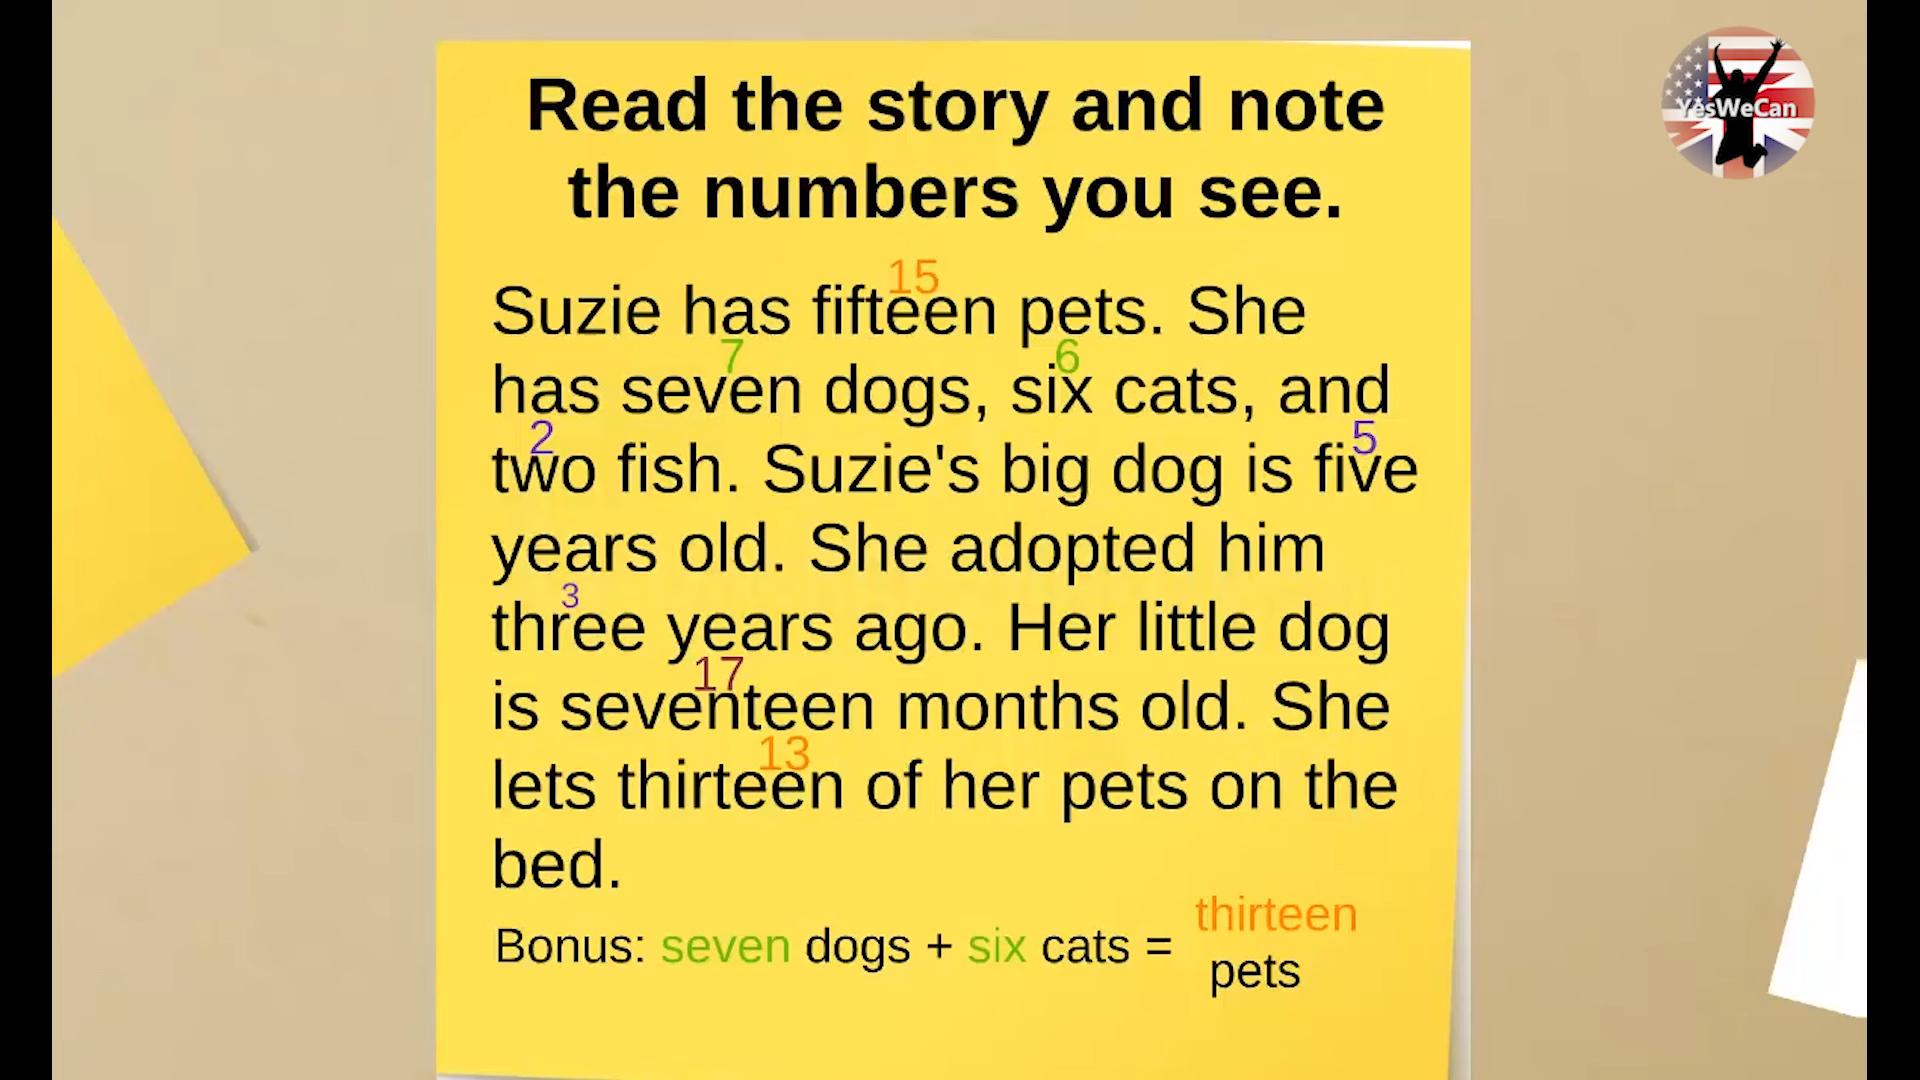 YesWeCan
Read the story and note
the numbers you see.
15
Suzie has fifteen pets. She
7 6
has seven dogs, six cats, and
2 5
two fish. Suzie's big dog is five
years old. She adopted him
3
three years ago. Her little dog
17
is seventeen months old. She
13
lets thirteen of her pets on the
bed.
Bonus: seven dogs + six cats = thirteen
pets